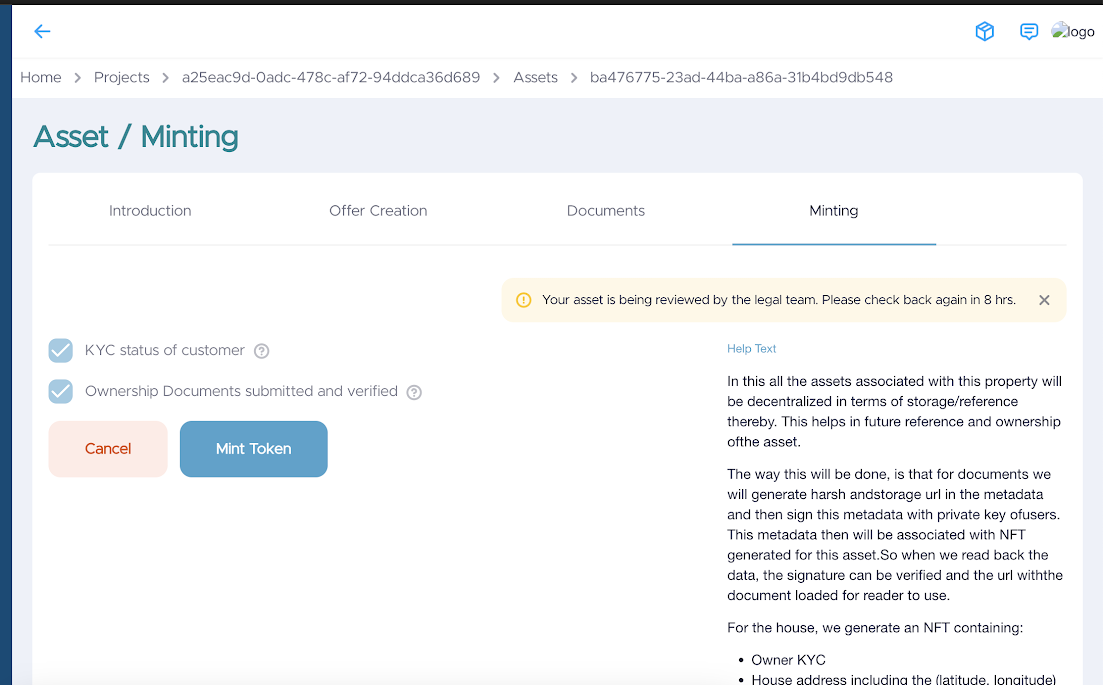 logo
Home > Projects > a25eac9d-0adc-478c-af72-94ddca36d689 > Assets > ba476775-23ad-44ba-a86a-31b4bd9db548
Asset / Minting
Introduction Offer Creation Documents Minting
Your asset is being reviewed by the legal team. Please check back again in 8 hrs.
KYC status of customer
Ownership Documents submitted and verified
Cancel Mint Token
Help Text
In this all the assets associated with this property will
be decentralized in terms of storage/reference
thereby. This helps in future reference and ownership
ofthe asset.
The way this will be done, is that for documents we
will generate harsh andstorage url in the metadata
and then sign this metadata with private key ofusers.
This metadata then will be associated with NFT
generated for this asset.So when we read back the
data, the signature can be verified and the url withthe
document loaded for reader to use.
For the house, we generate an NFT containing:
• Owner KYC
• House address including the (latitude, longitude)